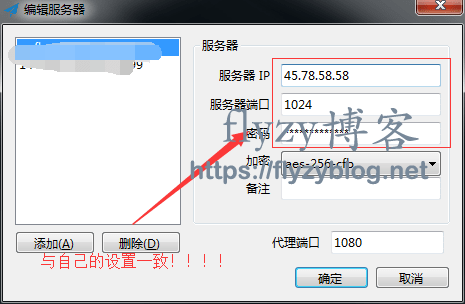 编辑服务器
服务器
服务器 IP 45.78.58.58
服务器端口 1024
密码 *************
加密 aes-256-cfb
备注
flyzy博客
https://flyzyblog.net
添加(A) 删除(D)
代理端口 1080
与自己的设置一致！！！！
确定 取消